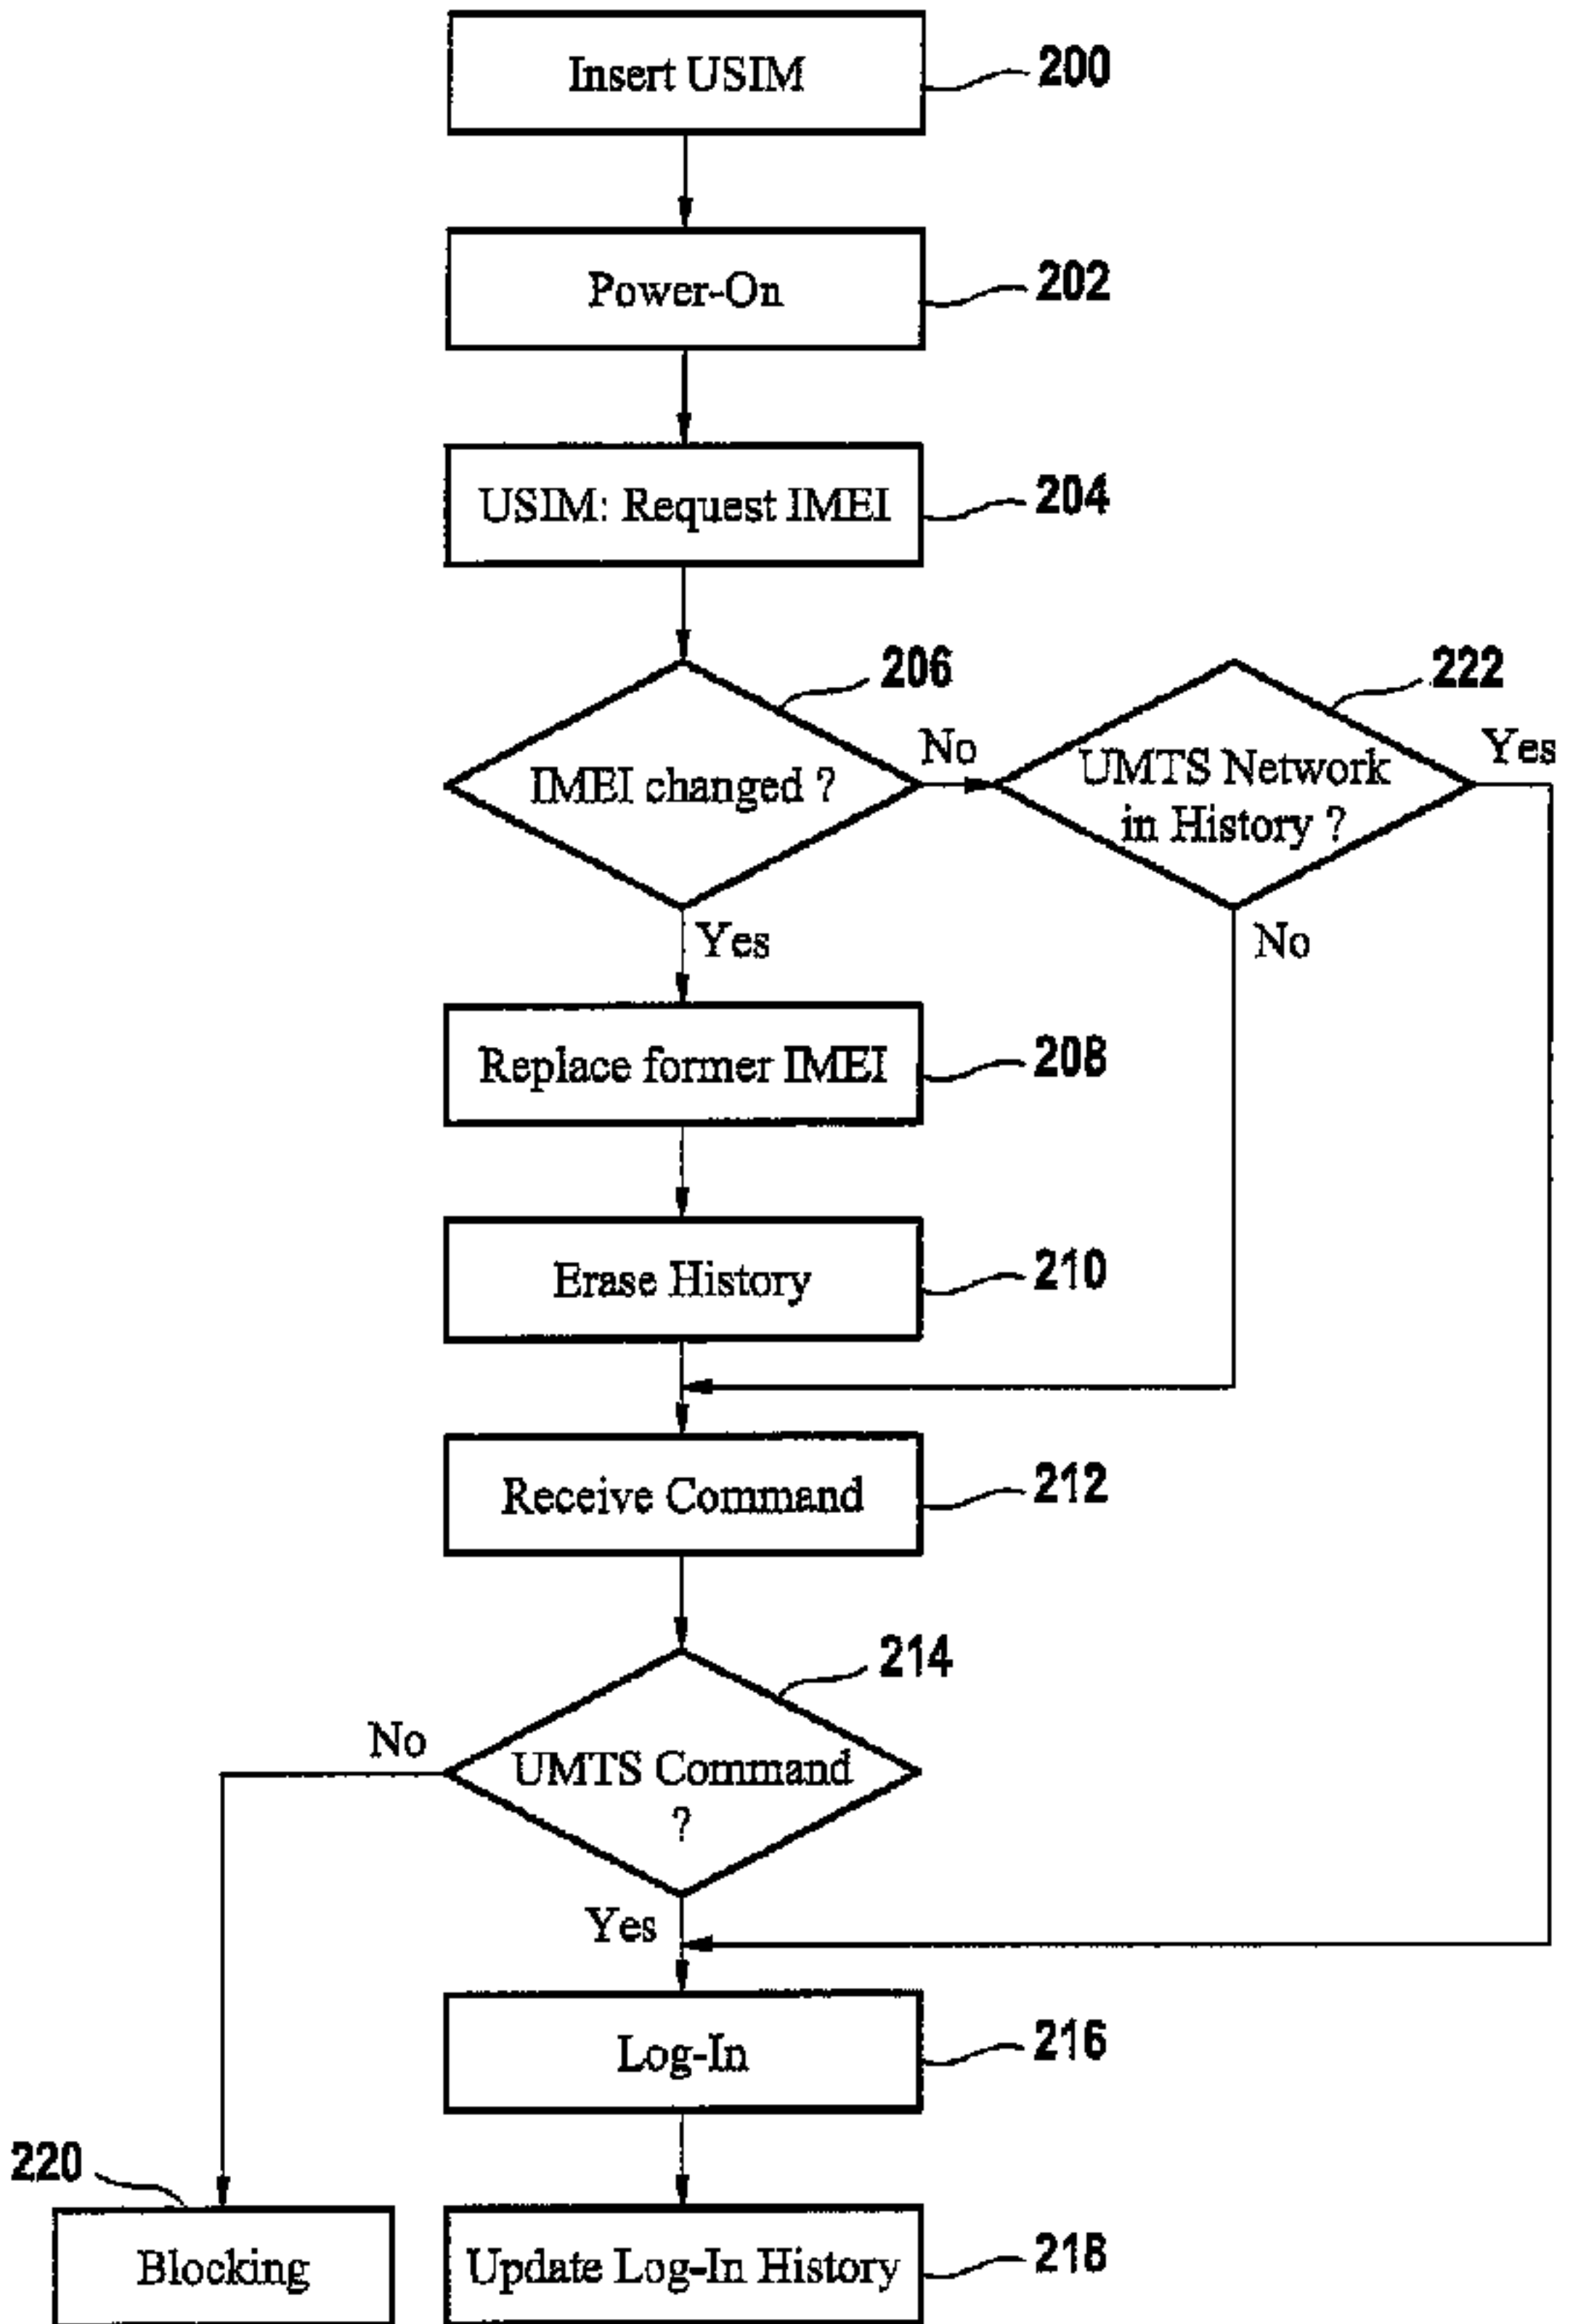 Insert USIM
200
Power-On
202
USIM: Request IMEI
204
206
222
IMEI changed ?
No
UMTS Network
in History ?
Yes
Yes
No
Replace former IMEI
208
Erase History
210
Receive Command
212
214
No
UMTS Command
?
Yes
Log-In
216
220
Blocking
Update Log-In History
218